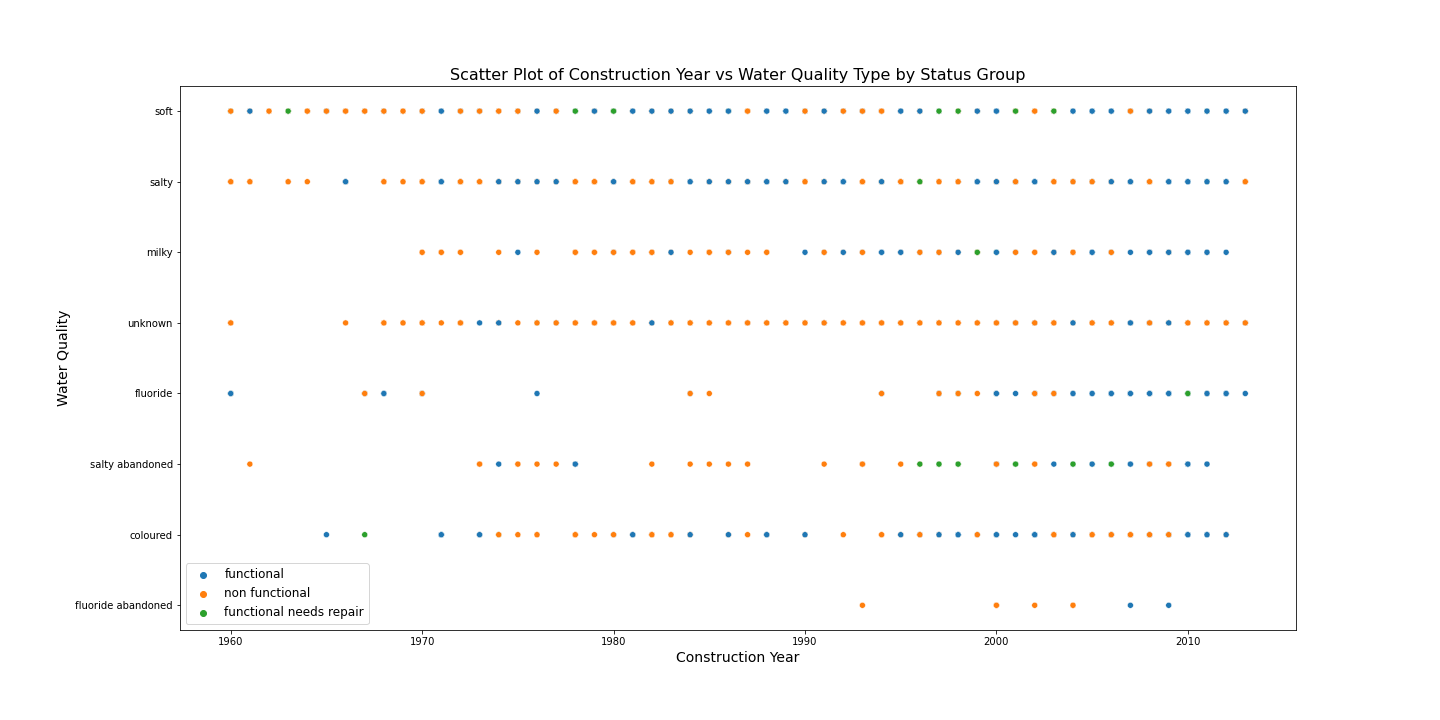 Scatter Plot of Construction Year vs Water Quality Type by Status Group
Water Quality
soft
salty
milky
unknown
fluoride
salty abandoned
coloured
fluoride abandoned
functional
non functional
functional needs repair
1960 1970 1980 1990 2000 2010
Construction Year